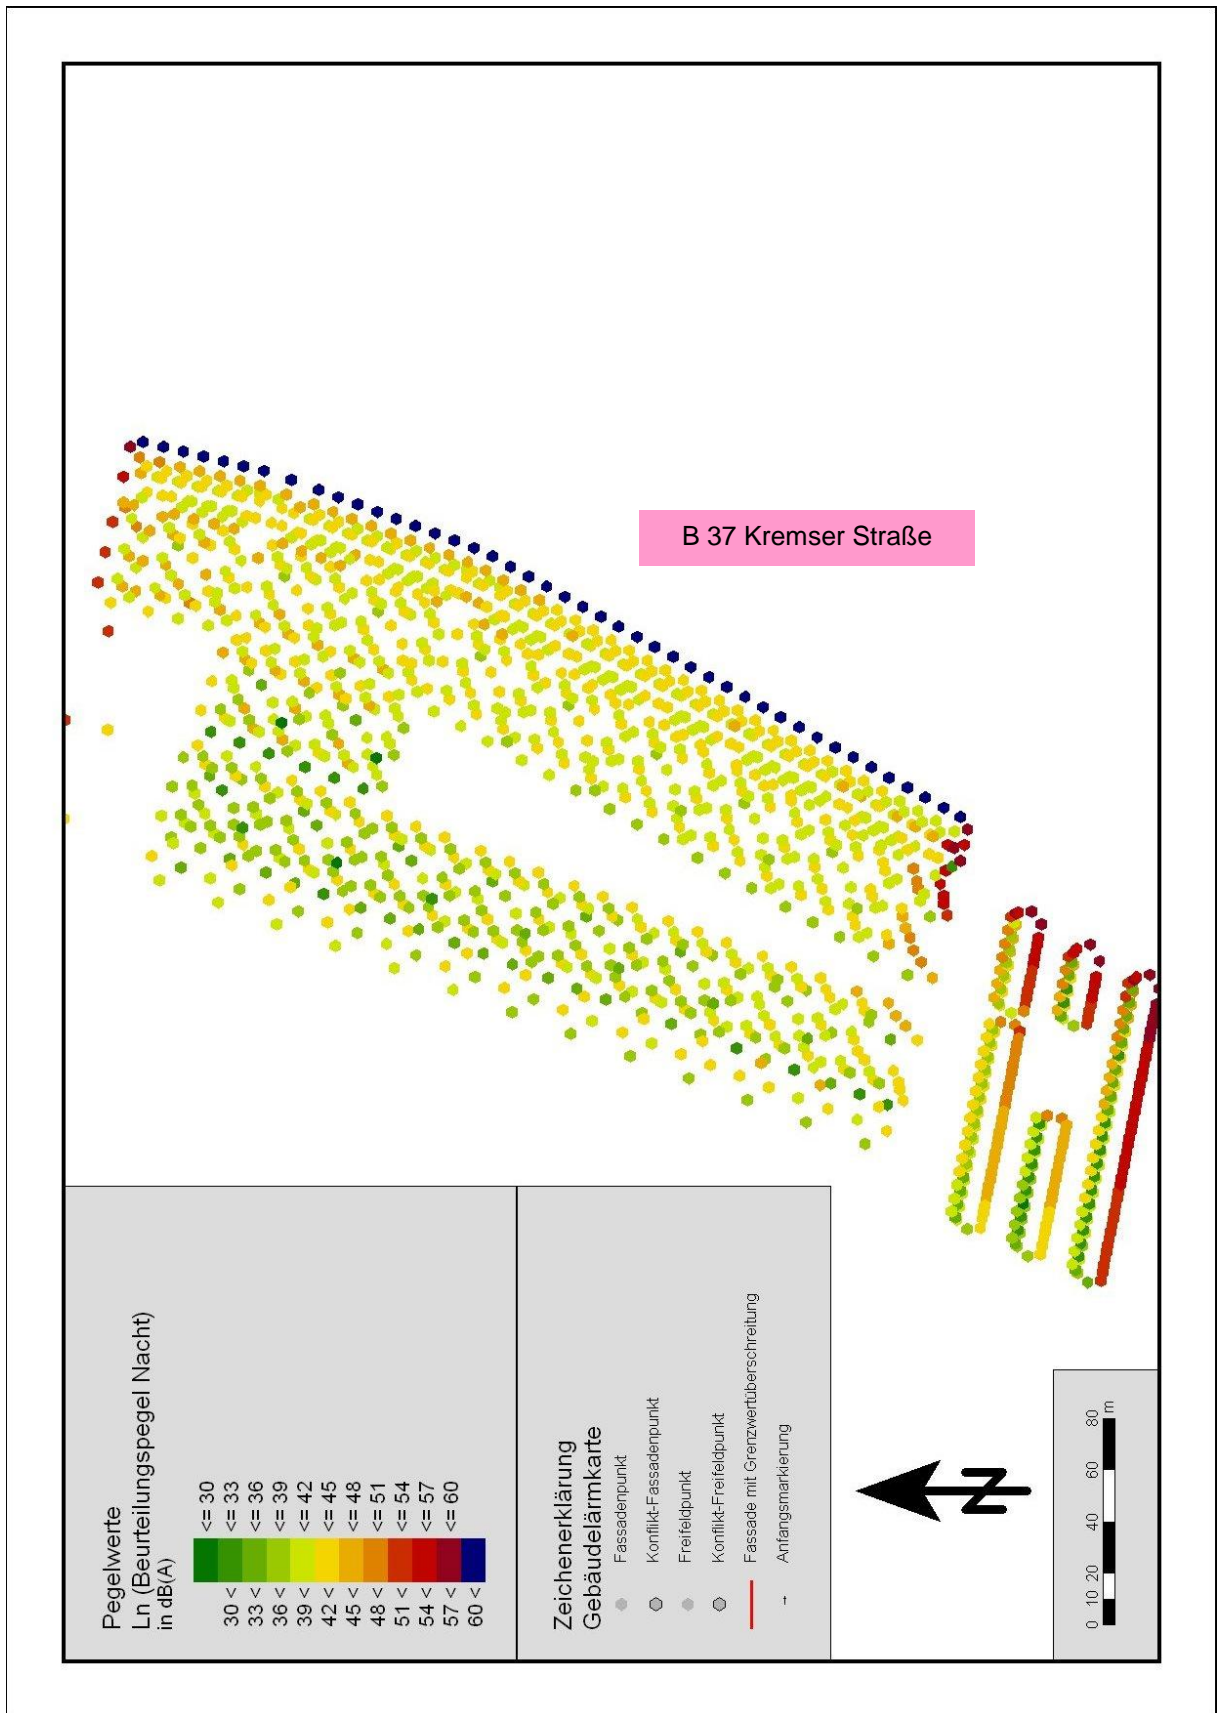 B 37 Kremser Straße
Pegelwerte
Ln (Beurteilungspegel Nacht)
in dB(A)
<= 30
30 < <= 33
33 < <= 36
36 < <= 39
39 < <= 42
42 < <= 45
45 < <= 48
48 < <= 51
51 < <= 54
54 < <= 57
57 < <= 60
60 <
Zeichenerklärung
Gebäudelärmkarte
Fassadenpunkt
Konflikt-Fassadenpunkt
Freifeldpunkt
Konflikt-Freifeldpunkt
Fassade mit Grenzwertüberschreitung
Anfangsmarkierung
N
0 10 20 40 60 80
m